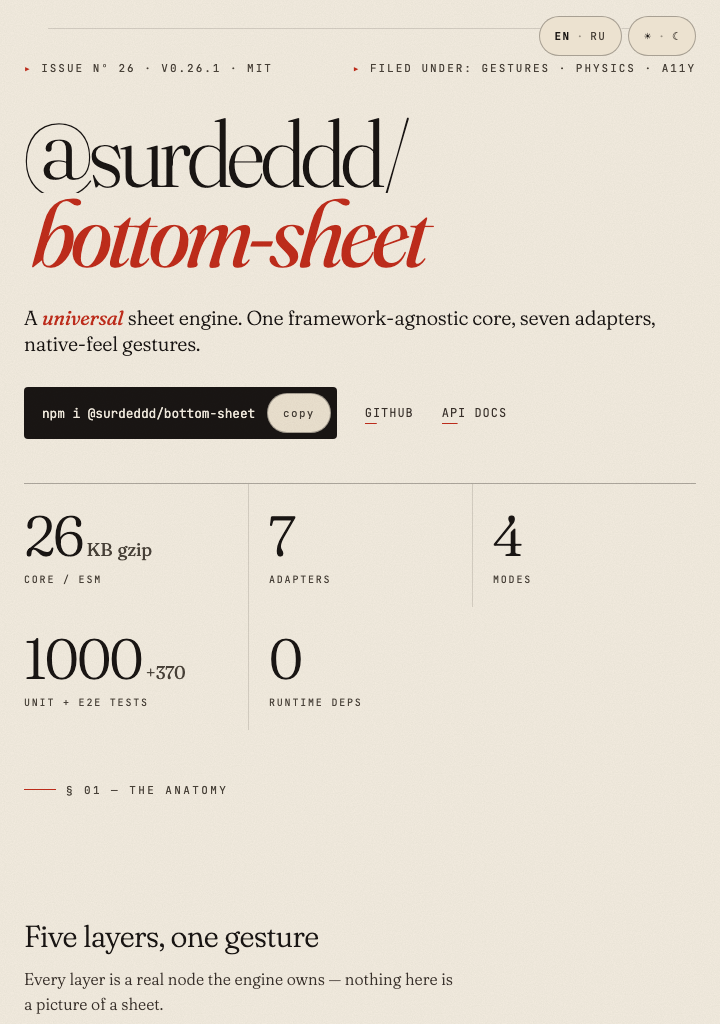 EN · RU
☀ · ☾
▸ ISSUE N° 26 · V0.26.1 · MIT
▸ FILED UNDER: GESTURES · PHYSICS · A11Y
@surdeddd/
bottom-sheet
A universal sheet engine. One framework-agnostic core, seven adapters,
native-feel gestures.
npm i @surdeddd/bottom-sheet
copy
GITHUB
API DOCS
26 KB gzip
CORE / ESM
7
ADAPTERS
4
MODES
1000 +370
UNIT + E2E TESTS
0
RUNTIME DEPS
§ 01 — THE ANATOMY
Five layers, one gesture
Every layer is a real node the engine owns — nothing here is
a picture of a sheet.